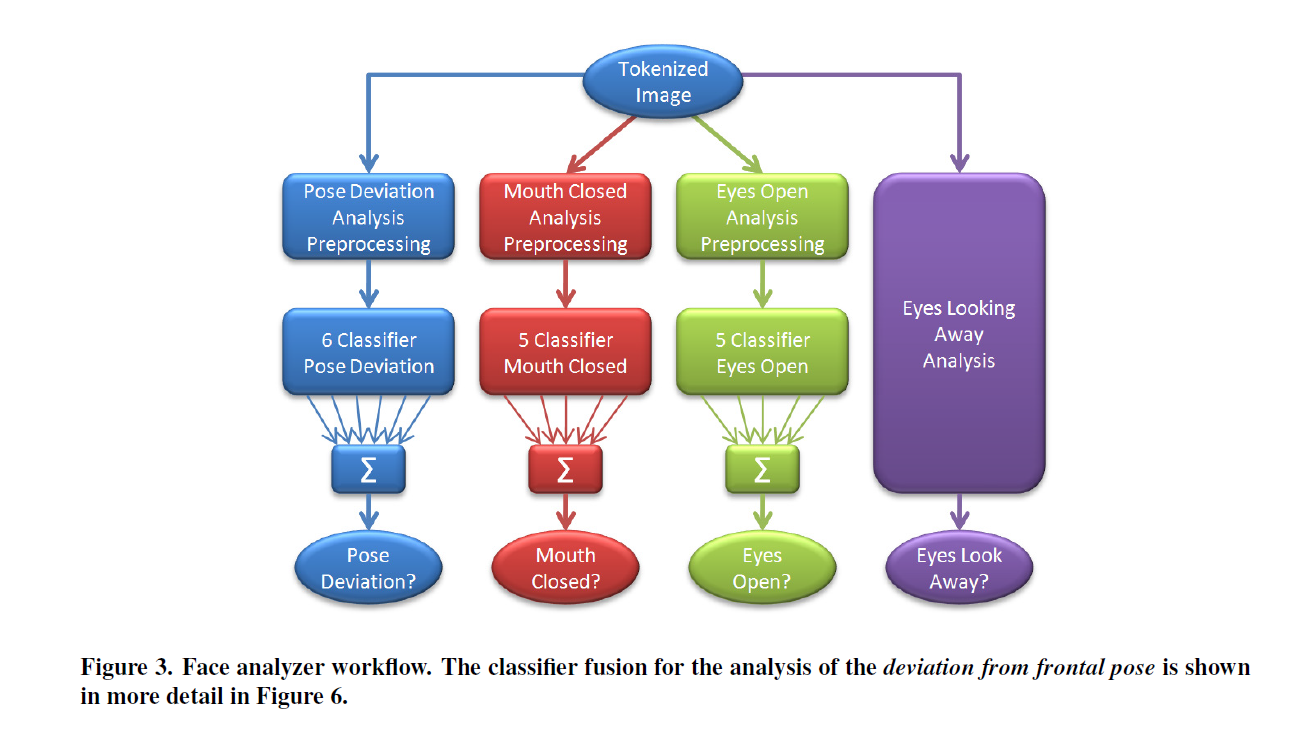 Tokenized
Image
Pose Deviation
Analysis
Preprocessing
Mouth Closed
Analysis
Preprocessing
Eyes Open
Analysis
Preprocessing
Eyes Looking
Away
Analysis
6 Classifier
Pose Deviation
5 Classifier
Mouth Closed
5 Classifier
Eyes Open
Σ
Σ
Σ
Pose
Deviation?
Mouth
Closed?
Eyes
Open?
Eyes Look
Away?
Figure 3. Face analyzer workflow. The classifier fusion for the analysis of the deviation from frontal pose is shown
in more detail in Figure 6.